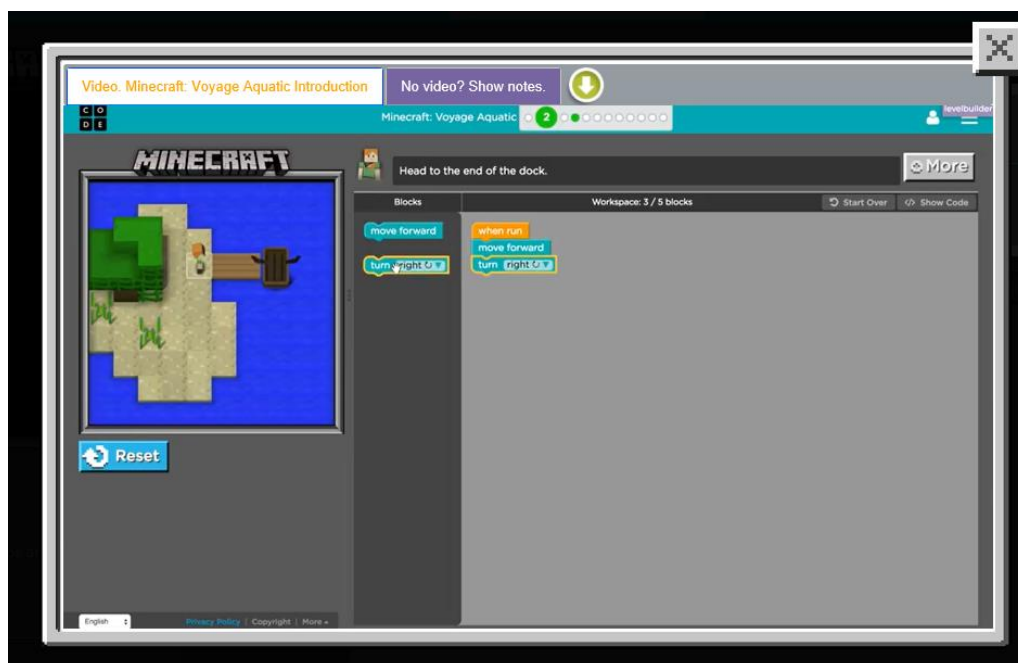 Video. Minecraft: Voyage Aquatic Introduction
No video? Show notes.
C O
D E
Minecraft: Voyage Aquatic
2
levelbuilder
MINECRAFT
Head to the end of the dock.
More
Blocks
Workspace: 3 / 5 blocks
Start Over
</> Show Code
move forward
turn right
when run
move forward
turn right
Reset
English
Privacy Policy | Copyright | More